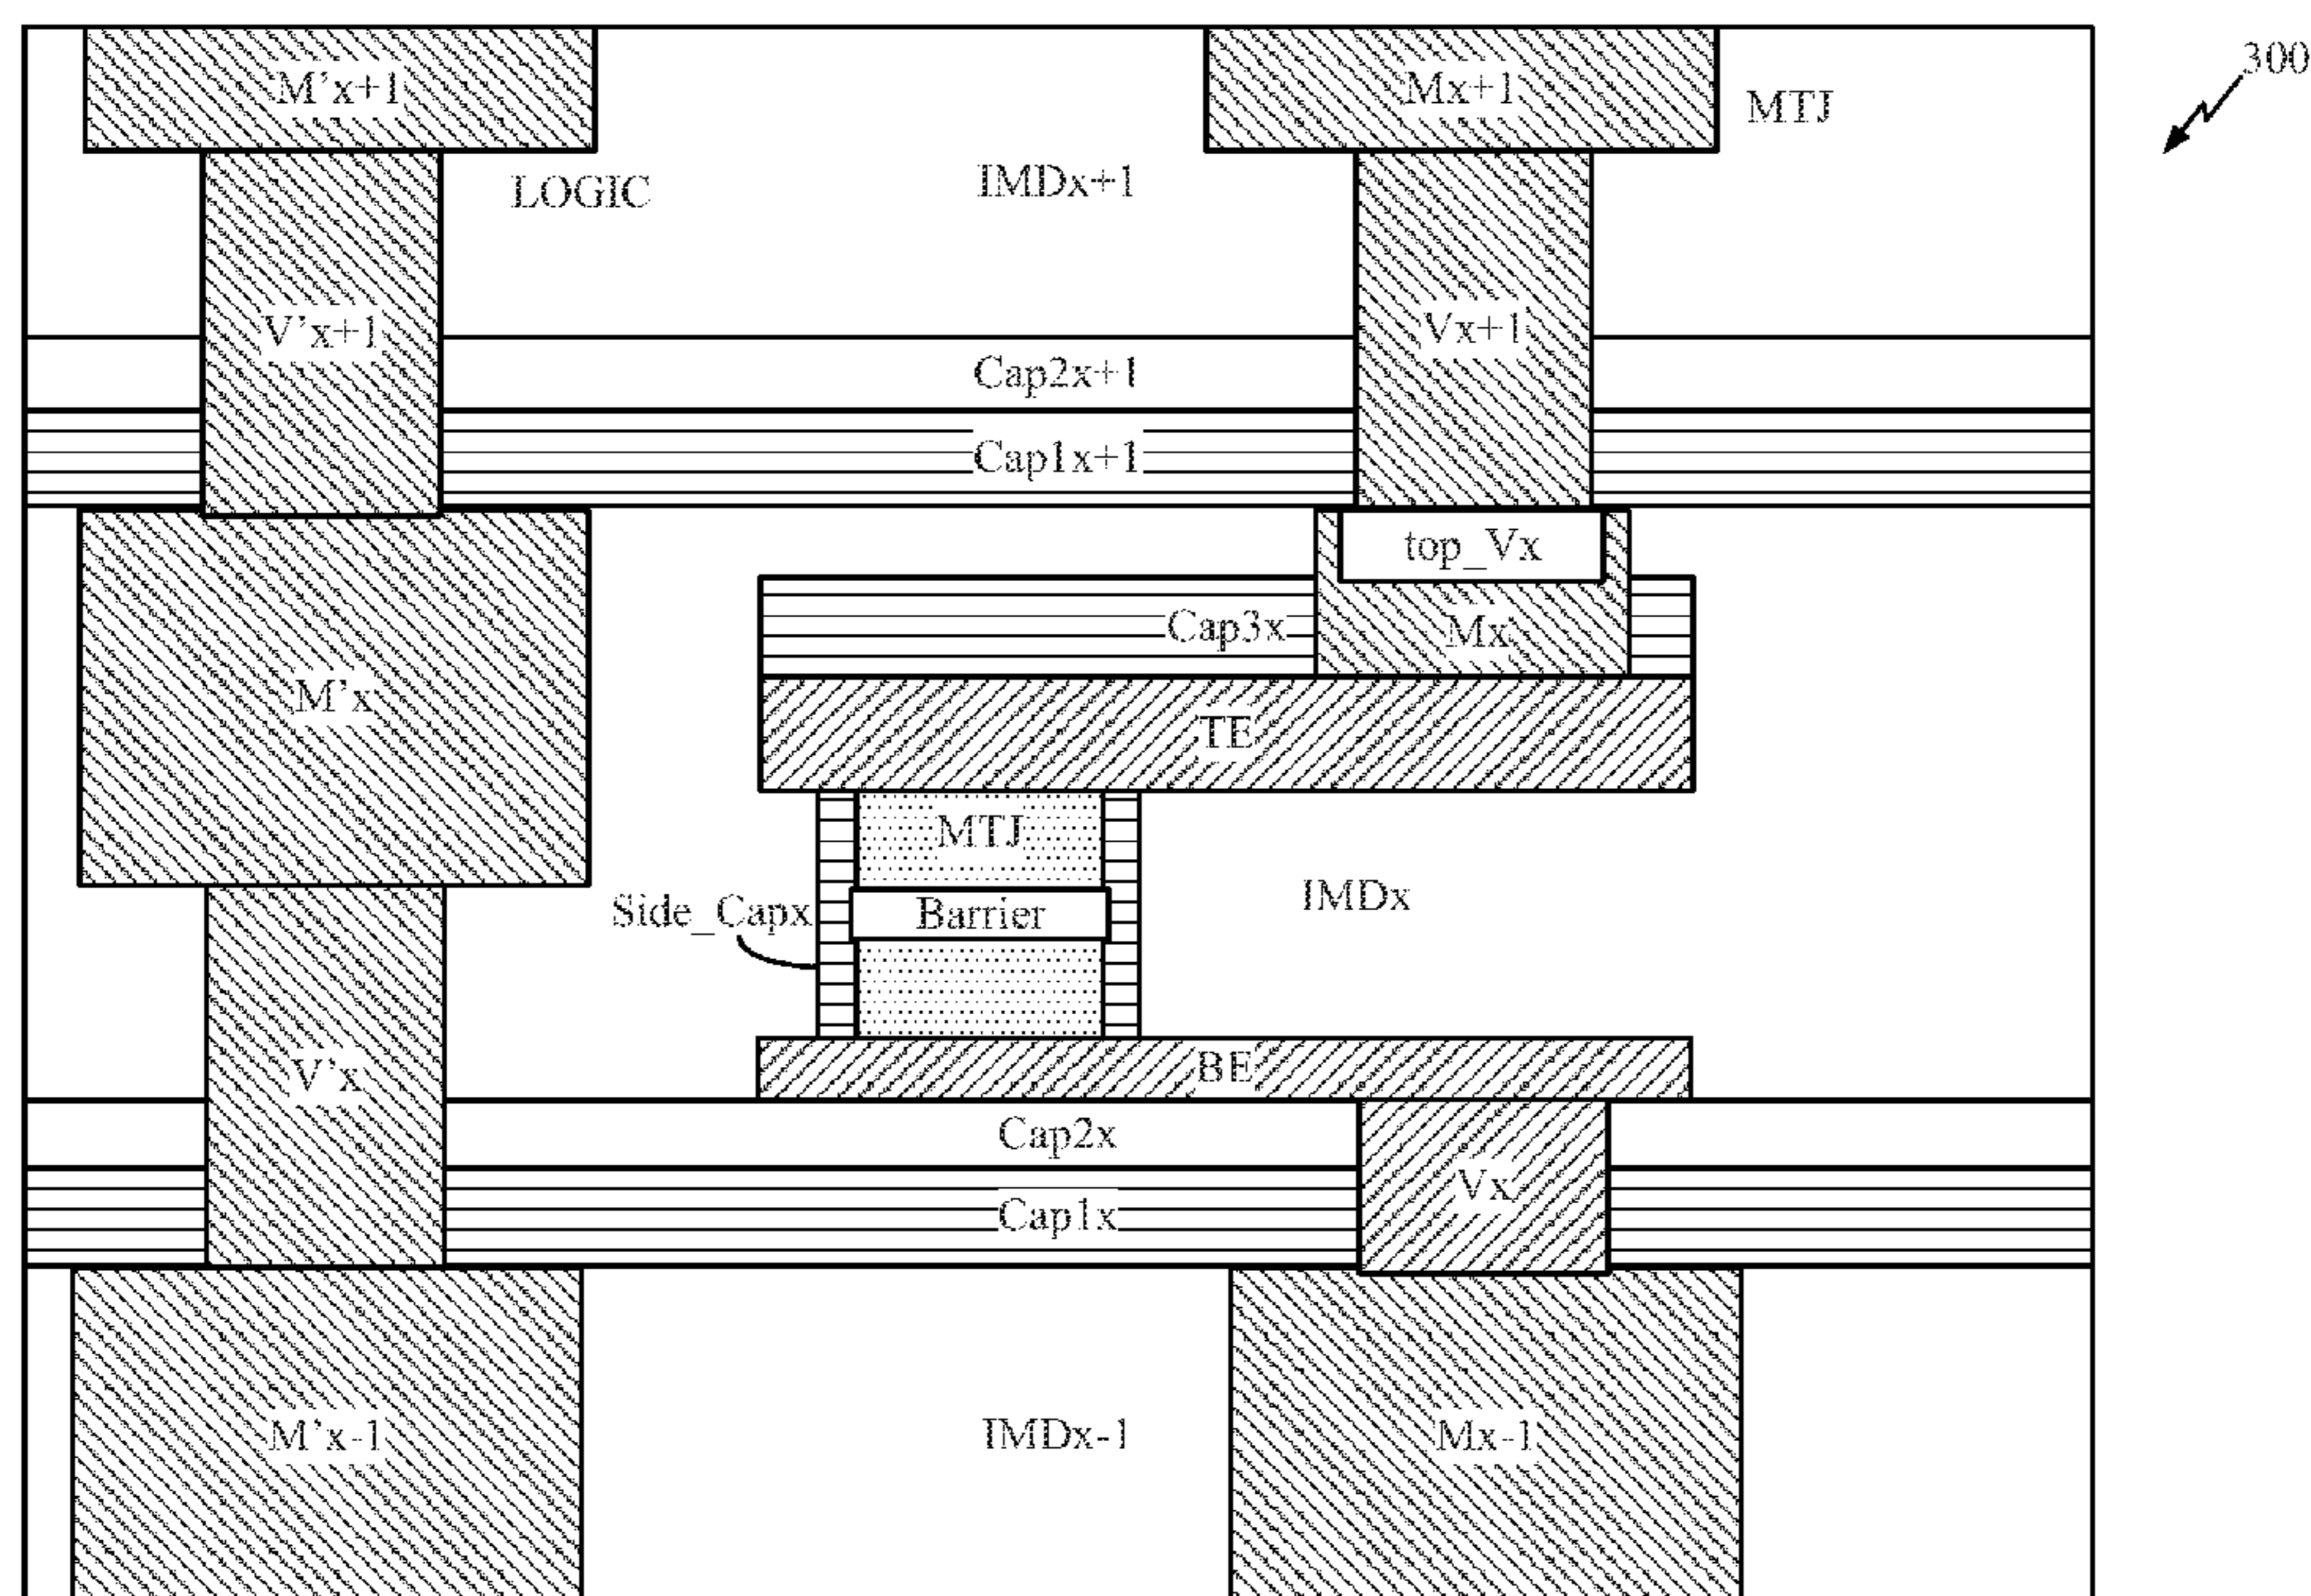 300
M'x+1
Mx+1
MTJ
LOGIC
IMDx+1
V'x+1
Vx+1
Cap2x+1
Cap1x+1
top_Vx
Cap3x
Mx
M'x
TE
MTJ
Side_Capx
Barrier
IMDx
V'x
BE
Cap2x
Vx
Cap1x
M'x-1
IMDx-1
Mx-1